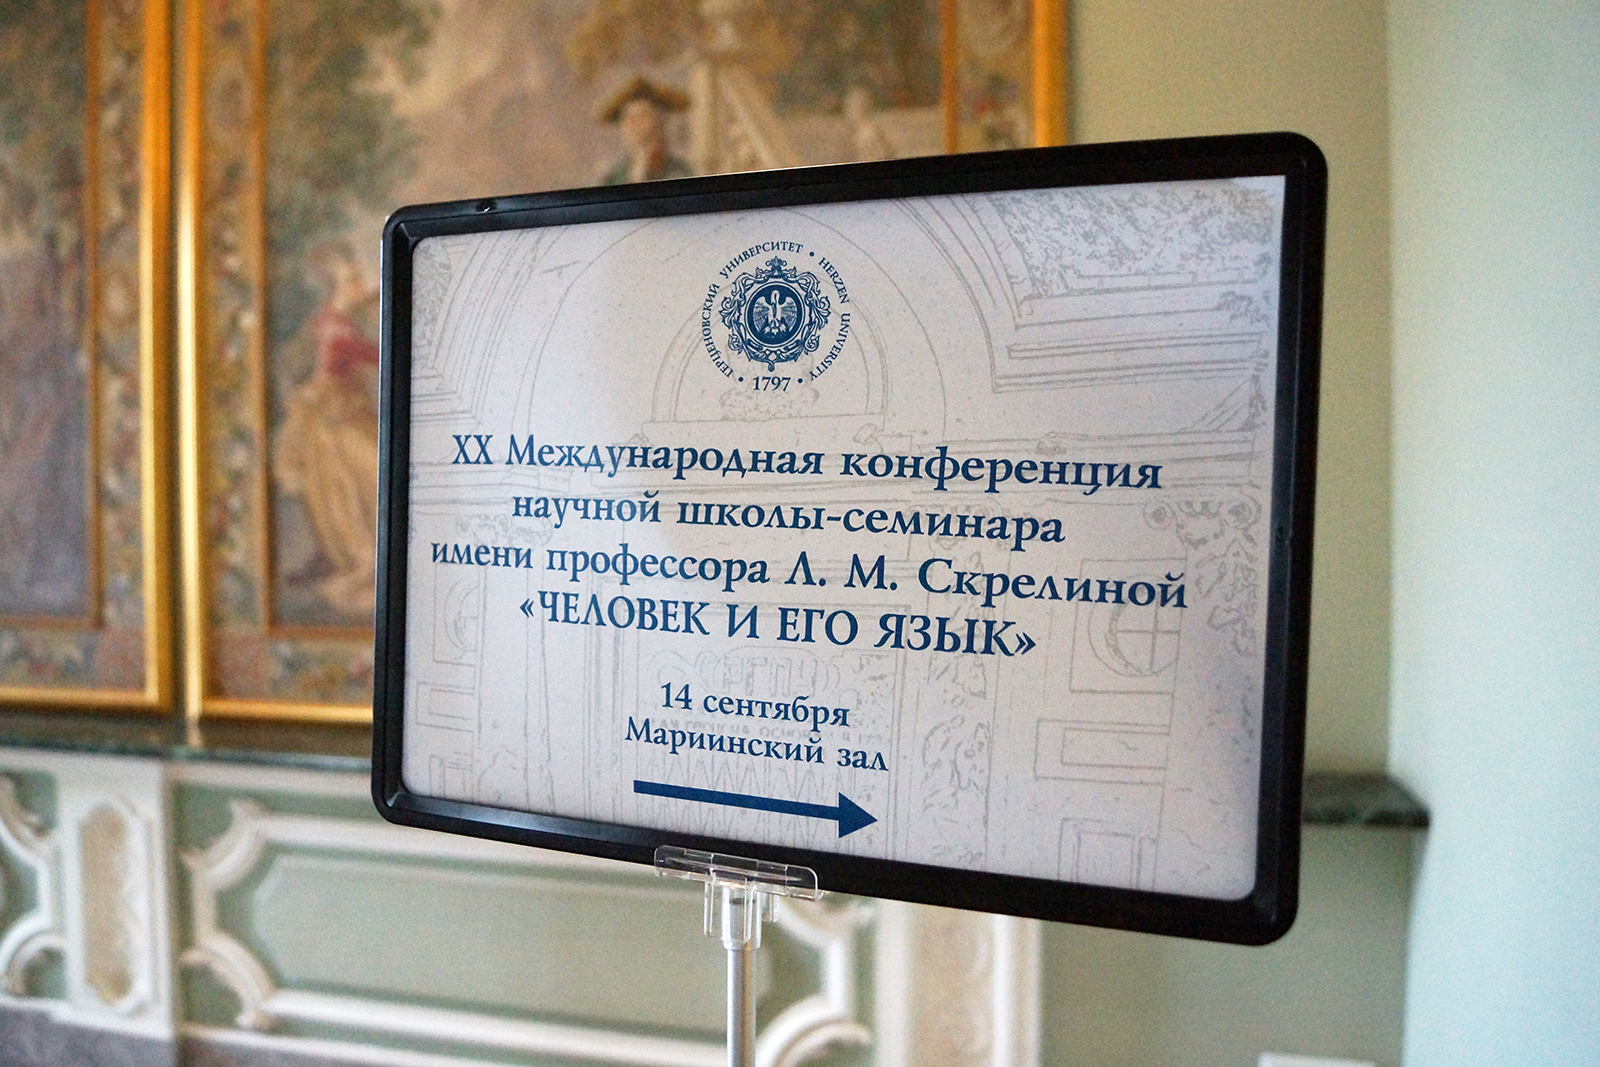 ГЕРЦЕНОВСКИЙ УНИВЕРСИТЕТ • HERZEN UNIVERSITY
• 1797 •
XX Международная конференция
научной школы-семинара
имени профессора Л. М. Скрелиной
«ЧЕЛОВЕК И ЕГО ЯЗЫК»
14 сентября
Мариинский зал